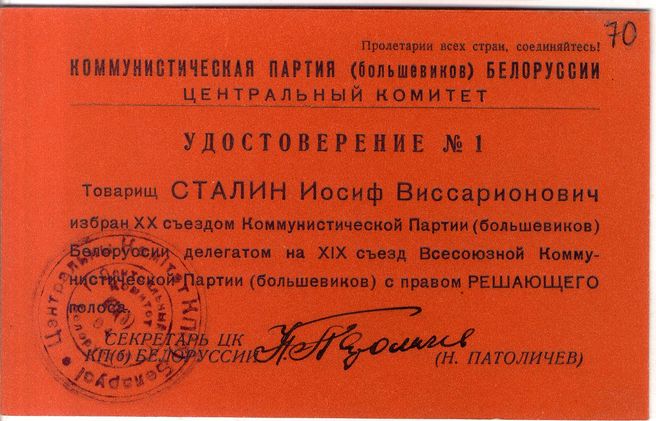 70
Пролетарии всех стран, соединяйтесь!
КОММУНИСТИЧЕСКАЯ ПАРТИЯ (большевиков) БЕЛОРУССИИ
ЦЕНТРАЛЬНЫЙ КОМИТЕТ
УДОСТОВЕРЕНИЕ № 1
Товарищ СТАЛИН Иосиф Виссарионович
избран XX съездом Коммунистической Партии (большевиков)
Белоруссии делегатом на XIX съезд Всесоюзной Комму-
нистической Партии (большевиков) с правом РЕШАЮЩЕГО
голоса.
СЕКРЕТАРЬ ЦК
КП(б) БЕЛОРУССИИ
Н. Патоличев
(Н. ПАТОЛИЧЕВ)